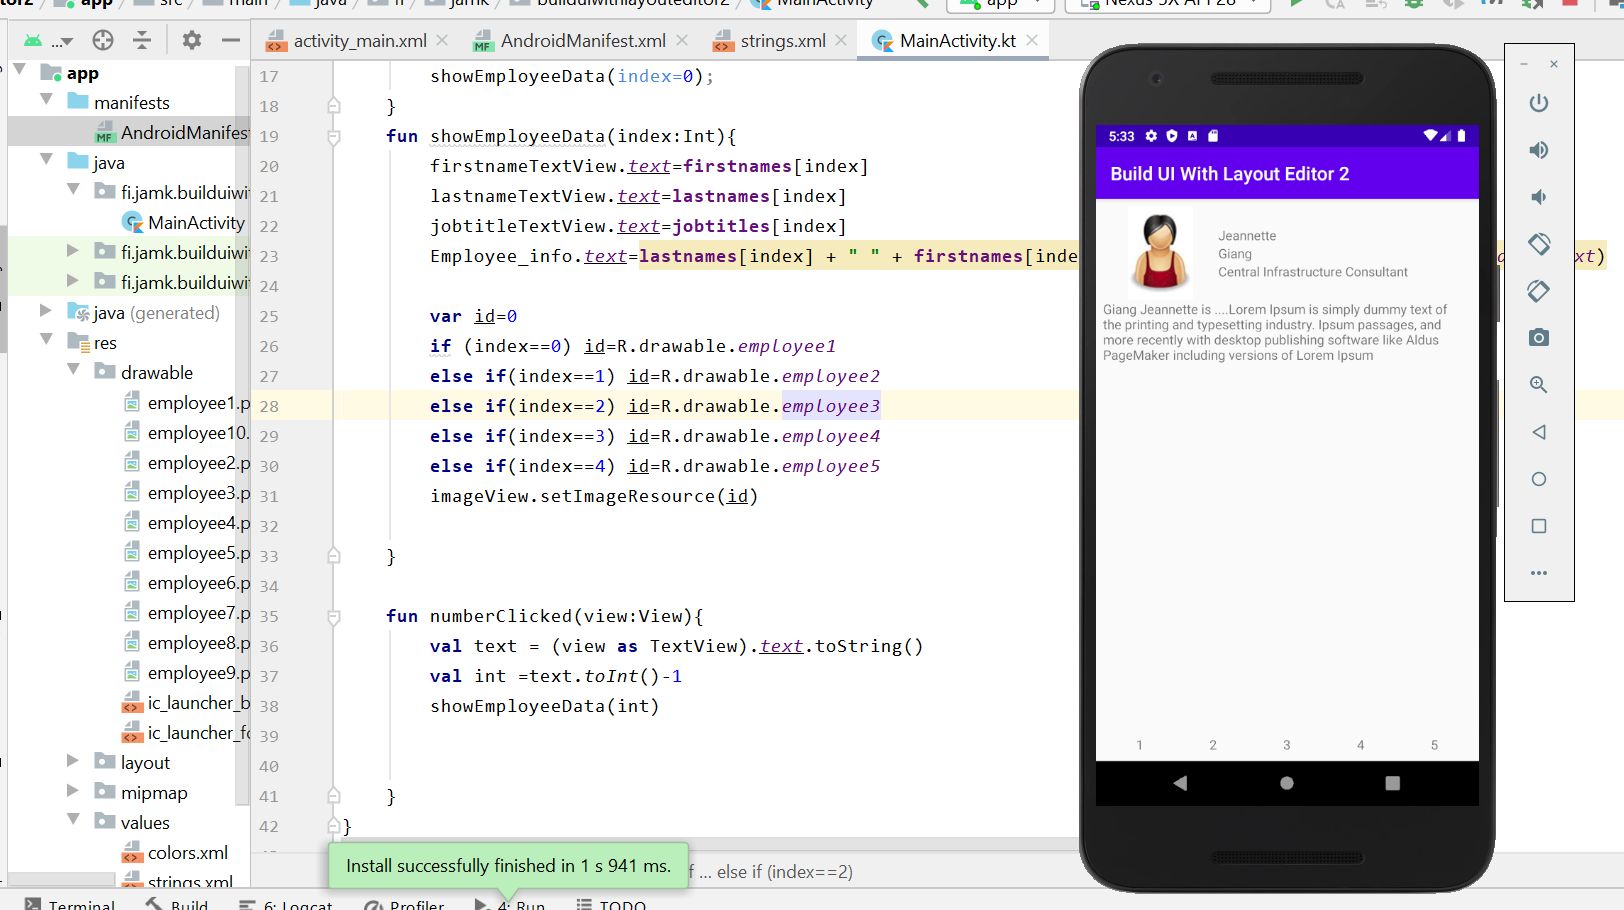 app src main java fi jamk builduiwithlayouteditor2 MainActivity app Nexus 5X API 28
... activity_main.xml AndroidManifest.xml strings.xml MainActivity.kt
app
manifests
AndroidManifest
java
fi.jamk.builduiwit
MainActivity
fi.jamk.builduiwit
fi.jamk.builduiwit
java (generated)
res
drawable
employee1.p
employee10.
employee2.p
employee3.p
employee4.p
employee5.p
employee6.p
employee7.p
employee8.p
employee9.p
ic_launcher_b
ic_launcher_fo
layout
mipmap
values
colors.xml
strings.xml
17 showEmployeeData(index=0);
18 }
19 fun showEmployeeData(index:Int){
20 firstnameTextView.text=firstnames[index]
21 lastnameTextView.text=lastnames[index]
22 jobtitleTextView.text=jobtitles[index]
23 Employee_info.text=lastnames[index] + " " + firstnames[inde xt)
24
25 var id=0
26 if (index==0) id=R.drawable.employee1
27 else if(index==1) id=R.drawable.employee2
28 else if(index==2) id=R.drawable.employee3
29 else if(index==3) id=R.drawable.employee4
30 else if(index==4) id=R.drawable.employee5
31 imageView.setImageResource(id)
32
33 }
34
35 fun numberClicked(view:View){
36 val text = (view as TextView).text.toString()
37 val int =text.toInt()-1
38 showEmployeeData(int)
39
40
41 }
42 }
Install successfully finished in 1 s 941 ms.
f ... else if (index==2)
Terminal Build 6: Logcat Profiler 4: Run TODO
5:33
Build UI With Layout Editor 2
Jeannette
Giang
Central Infrastructure Consultant
Giang Jeannette is ....Lorem Ipsum is simply dummy text of
the printing and typesetting industry. Ipsum passages, and
more recently with desktop publishing software like Aldus
PageMaker including versions of Lorem Ipsum
1 2 3 4 5